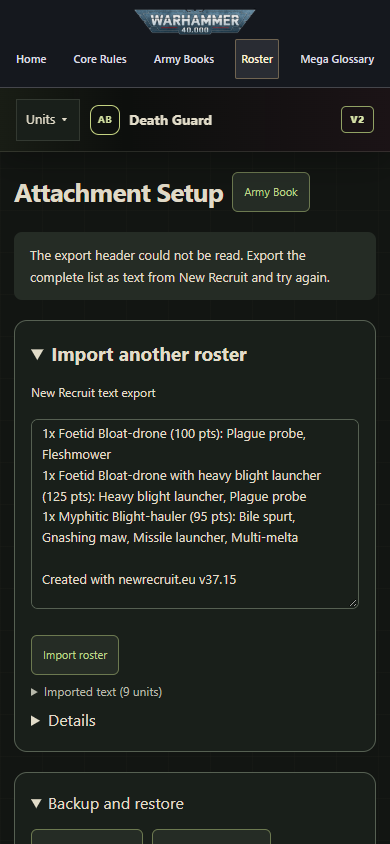 WARHAMMER
40,000
Home
Core Rules
Army Books
Roster
Mega Glossary
Units
AB
Death Guard
V2
Attachment Setup
Army Book
The export header could not be read. Export the
complete list as text from New Recruit and try again.
Import another roster
New Recruit text export
1x Foetid Bloat-drone (100 pts): Plague probe,
Fleshmower
1x Foetid Bloat-drone with heavy blight launcher
(125 pts): Heavy blight launcher, Plague probe
1x Myphitic Blight-hauler (95 pts): Bile spurt,
Gnashing maw, Missile launcher, Multi-melta
Created with newrecruit.eu v37.15
Import roster
Imported text (9 units)
Details
Backup and restore